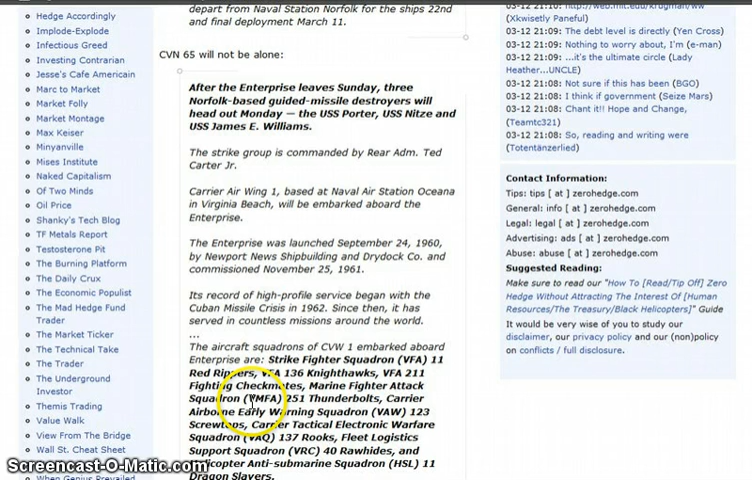 Hedge Accordingly
Implode-Explode
Infectious Greed
Investing Contrarian
Jesse's Cafe Americain
Marc to Market
Market Folly
Market Montage
Max Keiser
Minyanville
Mises Institute
Naked Capitalism
Of Two Minds
Oil Price
Shanky's Tech Blog
TF Metals Report
Testosterone Pit
The Burning Platform
The Daily Crux
The Economic Populist
The Mad Hedge Fund
Trader
The Market Ticker
The Technical Take
The Trader
The Underground
Investor
Themis Trading
Value Walk
View From The Bridge
Wall St. Cheat Sheet
When Genius Prevailed
depart from Naval Station Norfolk for the ships 22nd
and final deployment March 11.
CVN 65 will not be alone:
After the Enterprise leaves Sunday, three
Norfolk-based guided-missile destroyers will
head out Monday — the USS Porter, USS Nitze and
USS James E. Williams.
The strike group is commanded by Rear Adm. Ted
Carter Jr.
Carrier Air Wing 1, based at Naval Air Station Oceana
in Virginia Beach, will be embarked aboard the
Enterprise.
The Enterprise was launched September 24, 1960,
by Newport News Shipbuilding and Drydock Co. and
commissioned November 25, 1961.
Its record of high-profile service began with the
Cuban Missile Crisis in 1962. Since then, it has
served in countless missions around the world.
...
The aircraft squadrons of CVW 1 embarked aboard
Enterprise are: Strike Fighter Squadron (VFA) 11
Red Rippers, VFA 136 Knighthawks, VFA 211
Fighting Checkmates, Marine Fighter Attack
Squadron (VMFA) 251 Thunderbolts, Carrier
Airborne Early Warning Squadron (VAW) 123
Screwtops, Carrier Tactical Electronic Warfare
Squadron (VAQ) 137 Rooks, Fleet Logistics
Support Squadron (VRC) 40 Rawhides, and
Helicopter Anti-submarine Squadron (HSL) 11
Dragon Slayers.
03-12 21:10: http://web.mit.edu/krugman/ww
(Xkwisetly Paneful)
03-12 21:09: The debt level is directly (Yen Cross)
03-12 21:09: Nothing to worry about, I'm (e-man)
03-12 21:09: ...it's the ultimate circle (Lady
Heather...UNCLE)
03-12 21:08: Not sure if this has been (BGO)
03-12 21:08: I think if government (Seize Mars)
03-12 21:08: Chant it!! Hope and Change,
(Teamtc321)
03-12 21:08: So, reading and writing were
(Totentänzerlied)
Contact Information:
Tips: tips [ at ] zerohedge.com
General: info [ at ] zerohedge.com
Legal: legal [ at ] zerohedge.com
Advertising: ads [ at ] zerohedge.com
Abuse: abuse [ at ] zerohedge.com
Suggested Reading:
Make sure to read our "How To [Read/Tip Off] Zero
Hedge Without Attracting The Interest Of [Human
Resources/The Treasury/Black Helicopters]" Guide
It would be very wise of you to study our
disclaimer, our privacy policy and our (non)policy
on conflicts / full disclosure.
Screencast-O-Matic.com